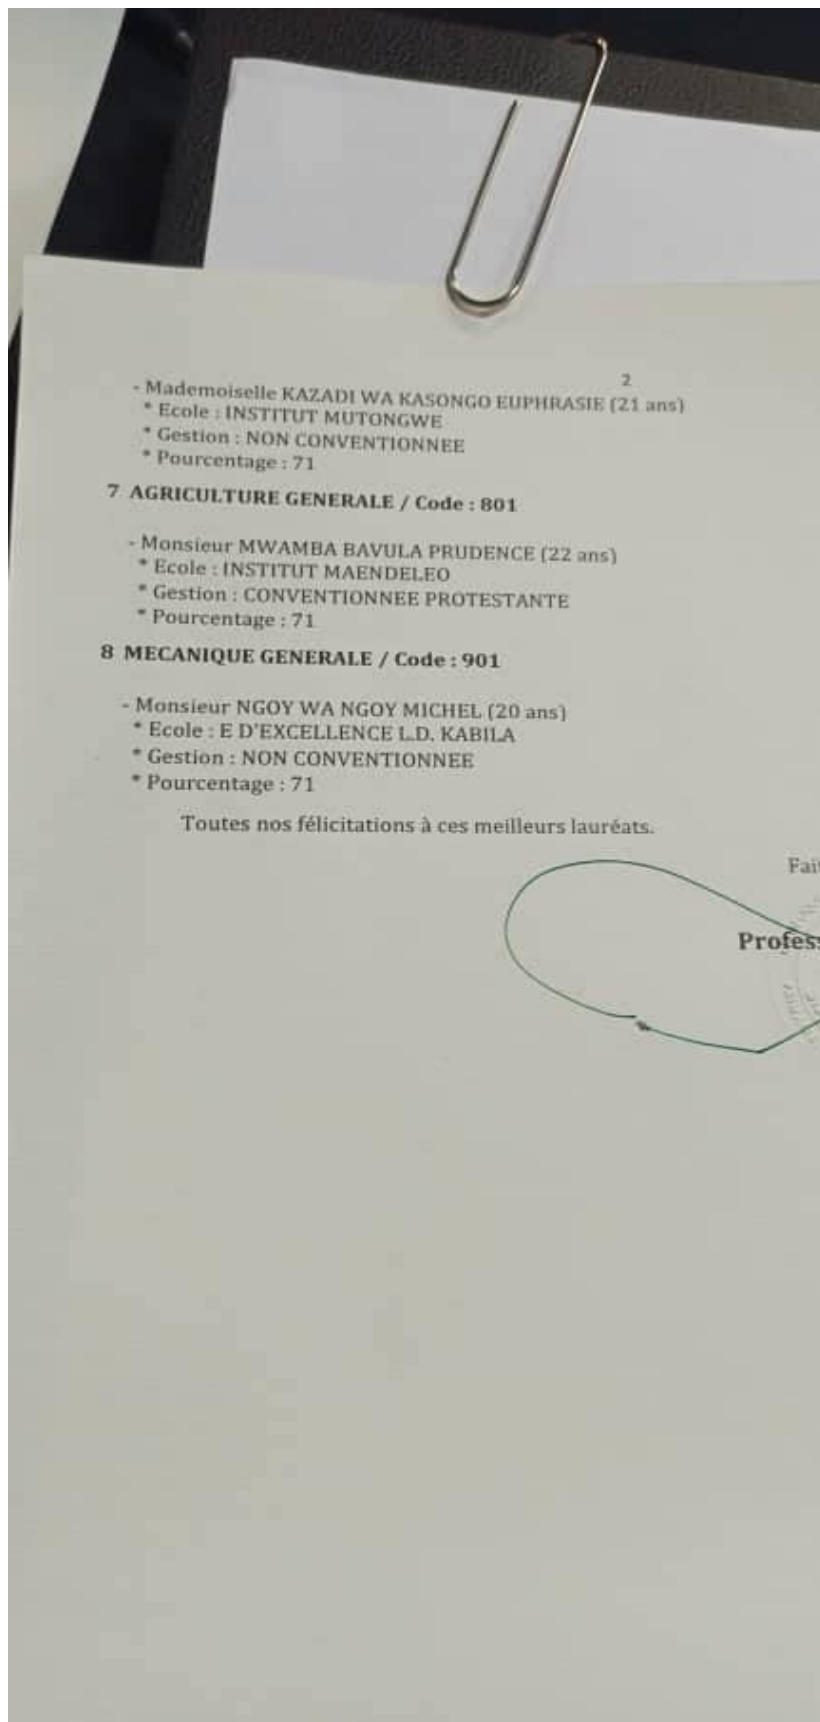 2
- Mademoiselle KAZADI WA KASONGO EUPHRASIE (21 ans)
* Ecole : INSTITUT MUTONGWE
* Gestion : NON CONVENTIONNEE
* Pourcentage : 71
7 AGRICULTURE GENERALE / Code : 801
- Monsieur MWAMBA BAVULA PRUDENCE (22 ans)
* Ecole : INSTITUT MAENDELEO
* Gestion : CONVENTIONNEE PROTESTANTE
* Pourcentage : 71
8 MECANIQUE GENERALE / Code : 901
- Monsieur NGOY WA NGOY MICHEL (20 ans)
* Ecole : E D'EXCELLENCE L.D. KABILA
* Gestion : NON CONVENTIONNEE
* Pourcentage : 71
Toutes nos félicitations à ces meilleurs lauréats.
Fait
Profess